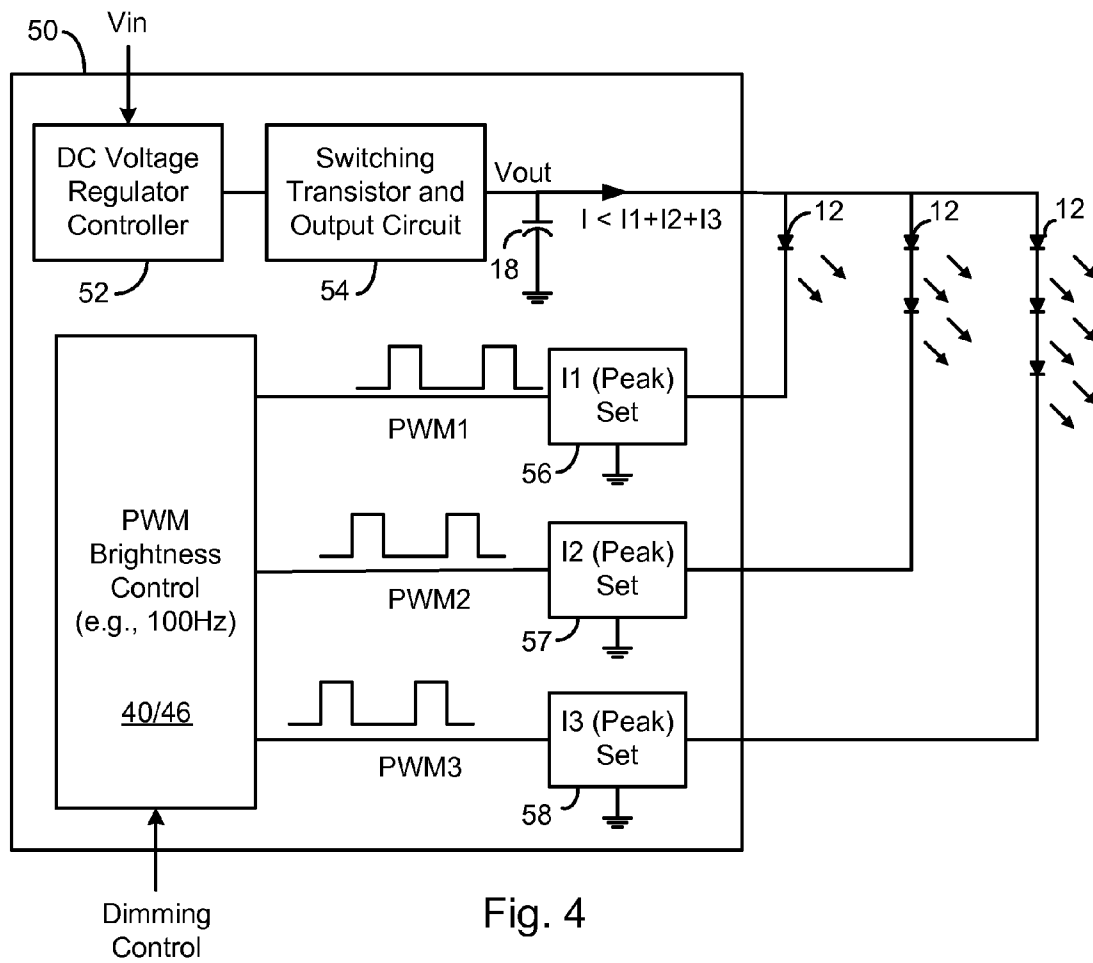 Vin
50
DC Voltage
Regulator
Controller
52
Switching
Transistor and
Output Circuit
54
Vout
18
I < I1+I2+I3
12
12
12
PWM
Brightness
Control
(e.g., 100Hz)
40/46
PWM1
I1 (Peak)
Set
56
PWM2
I2 (Peak)
Set
57
PWM3
I3 (Peak)
Set
58
Dimming
Control
Fig. 4